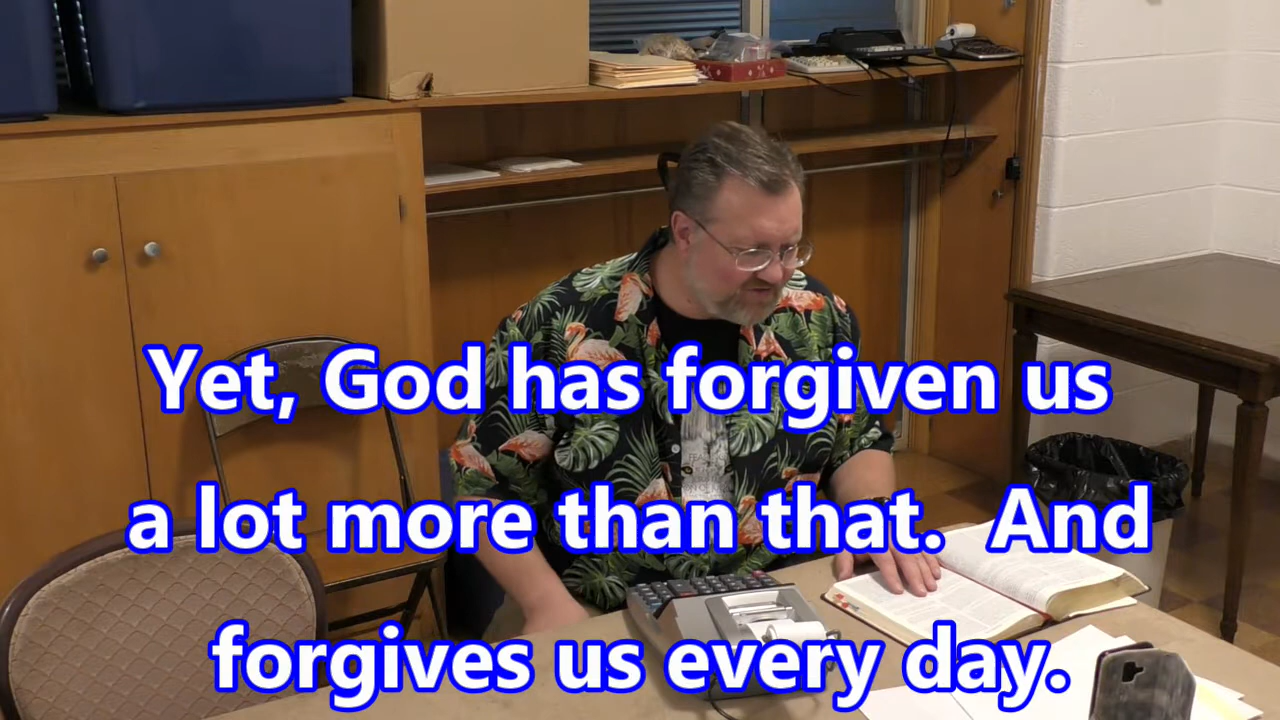 Yet, God has forgiven us
a lot more than that.  And
forgives us every day.